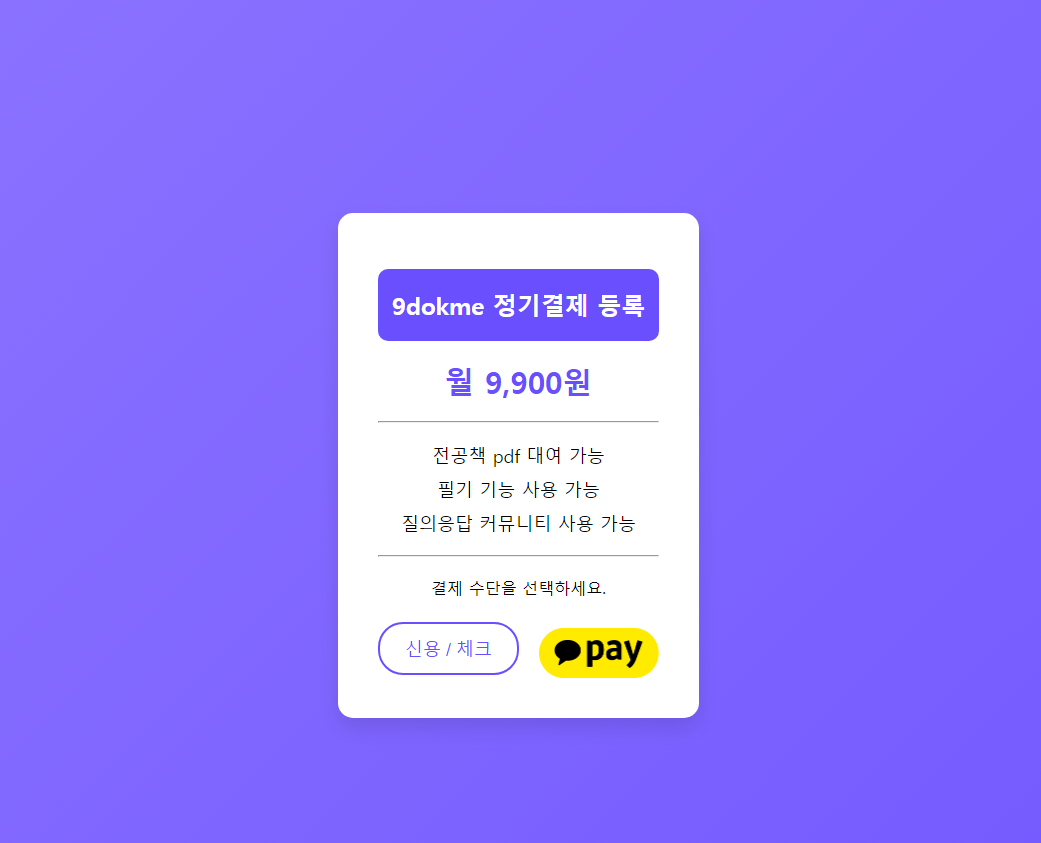 9dokme 정기결제 등록
월 9,900원
전공책 pdf 대여 가능
필기 기능 사용 가능
질의응답 커뮤니티 사용 가능
결제 수단을 선택하세요.
신용 / 체크
pay